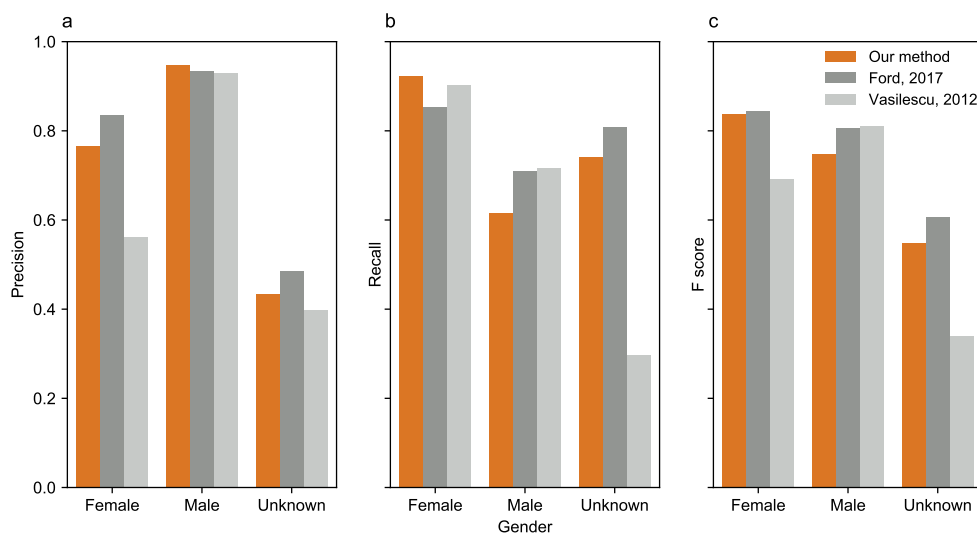 a
b
c
1.0
0.8
0.6
0.4
0.2
0.0
Precision
Recall
F score
Our method
Ford, 2017
Vasilescu, 2012
Female Male Unknown
Female Male Unknown
Female Male Unknown
Gender